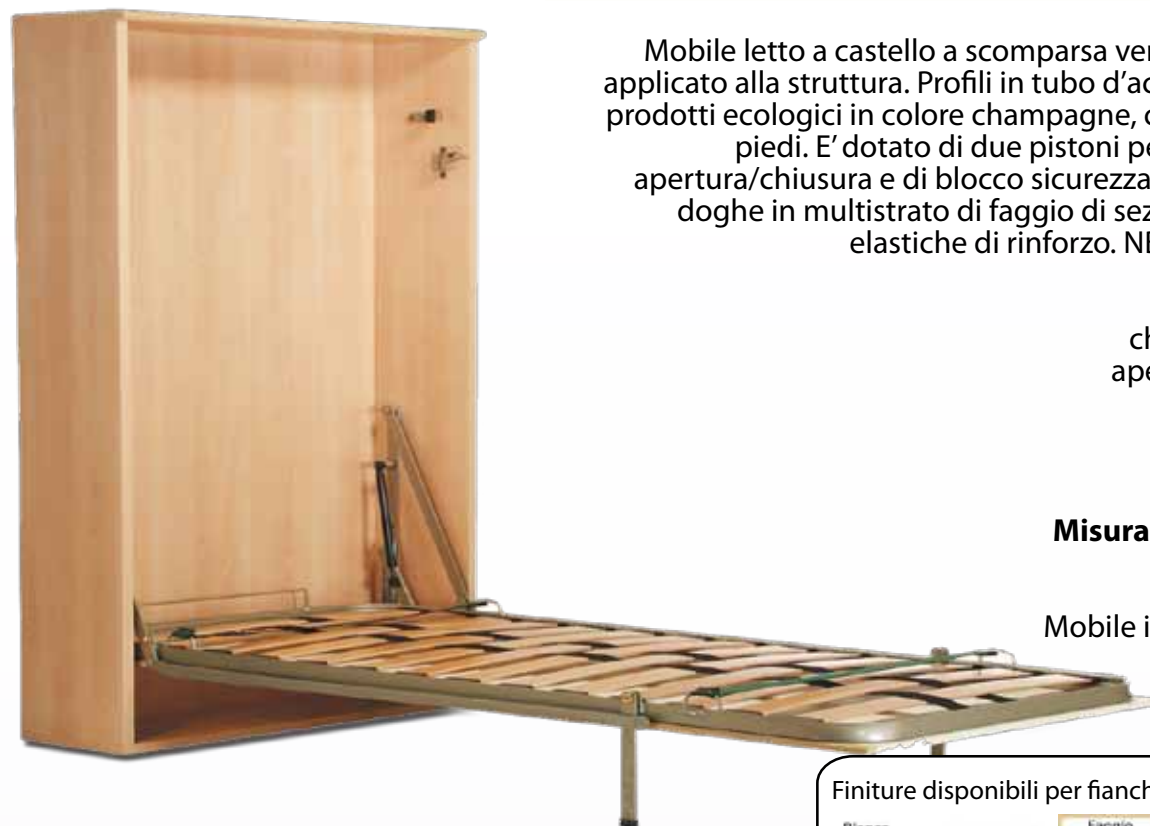 Mobile letto a castello a scomparsa ver
applicato alla struttura. Profili in tubo d’ac
prodotti ecologici in colore champagne, c
piedi. E’ dotato di due pistoni pe
apertura/chiusura e di blocco sicurezza
doghe in multistrato di faggio di sez
elastiche di rinforzo. NE
ch
ape
Misura
Mobile i
Finiture disponibili per fianch
Bianco
Faggio